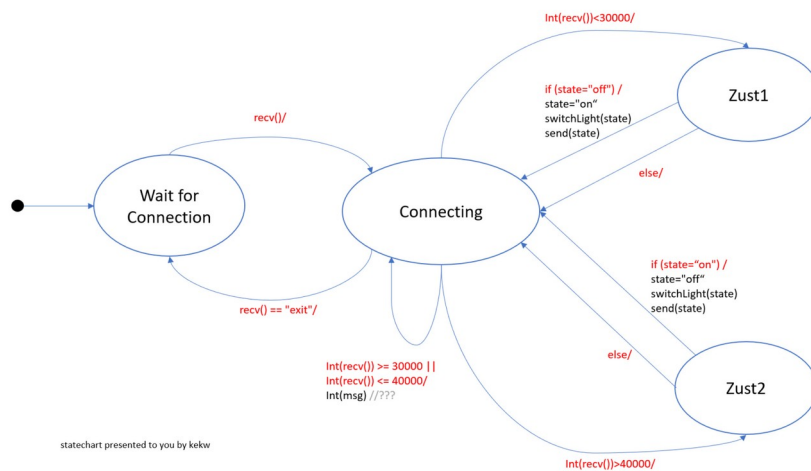 Int(recv())<30000/
if (state="off") /
state="on“
switchLight(state)
send(state)
Zust1
recv()/
else/
Wait for
Connection
Connecting
if (state=“on") /
state="off“
switchLight(state)
send(state)
recv() == "exit"/
else/
Int(recv()) >= 30000 ||
Int(recv()) <= 40000/
Int(msg) //???
Zust2
statechart presented to you by kekw
Int(recv())>40000/